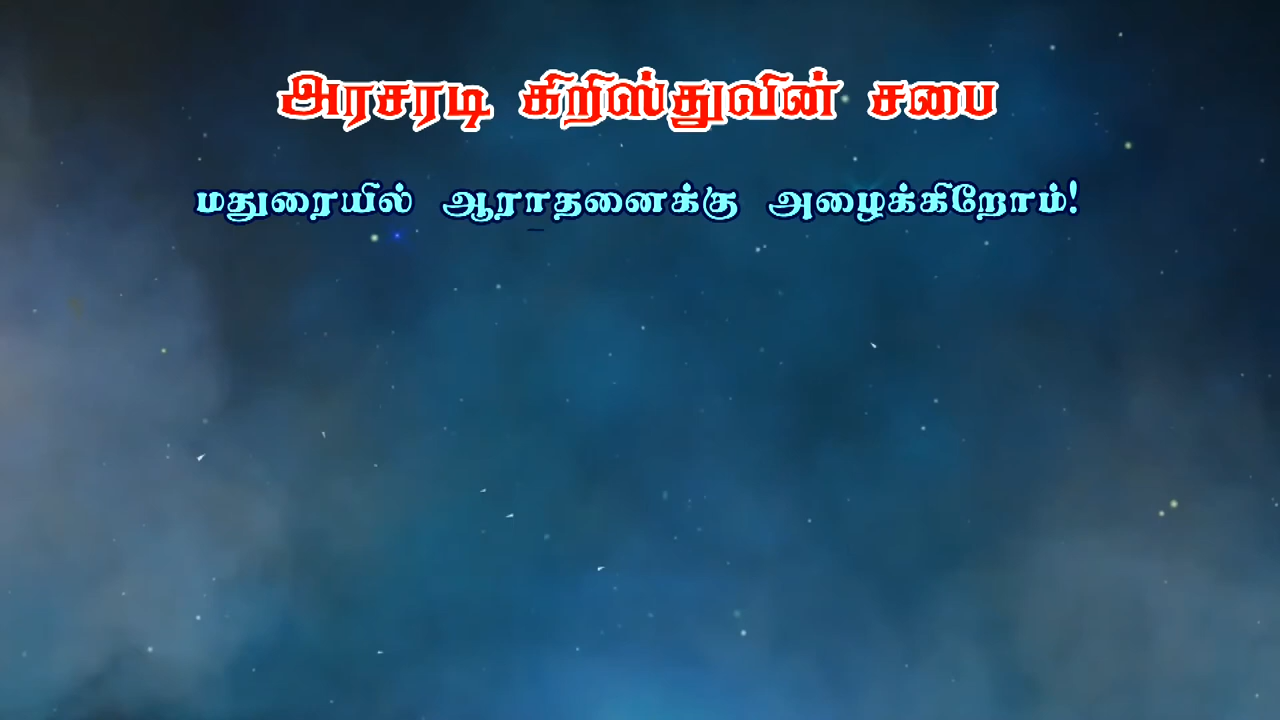 அரசரடி கிறிஸ்துவின் சபை
மதுரையில் ஆராதனைக்கு அழைக்கிறோம்!